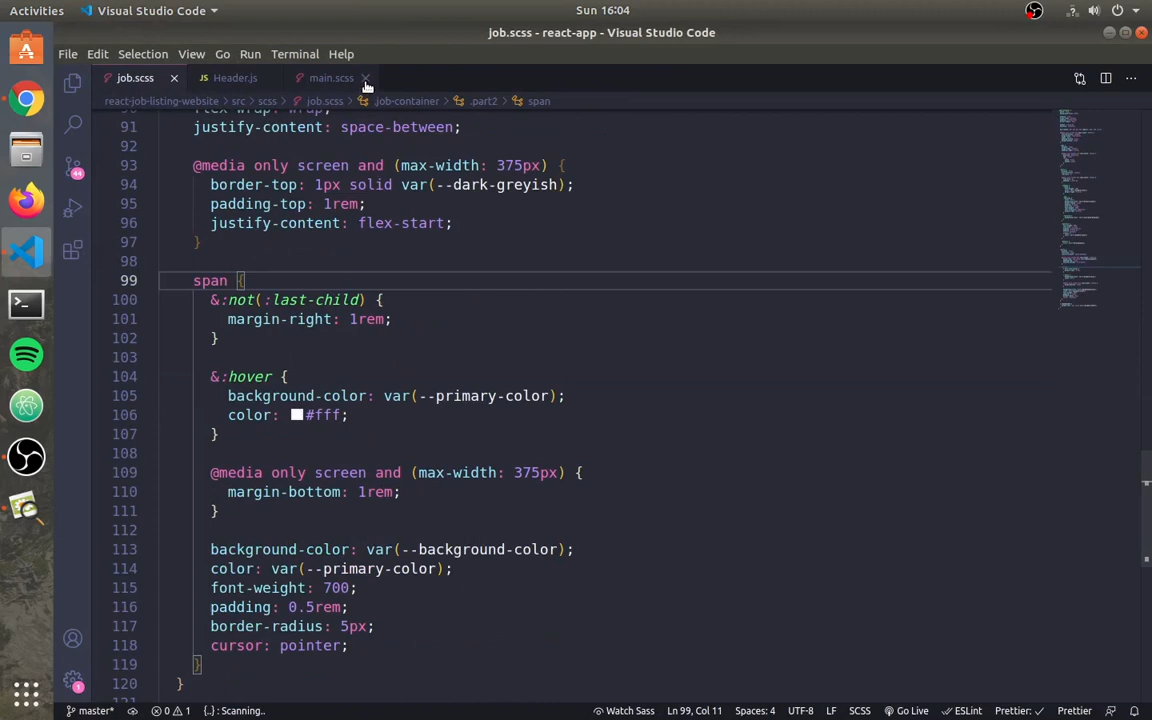 Activities
Visual Studio Code
Sun 16:04
job.scss - react-app - Visual Studio Code
File Edit Selection View Go Run Terminal Help
job.scss
JS Header.js
main.scss
react-job-listing-website > src > scss > job.scss > .job-container > .part2 > span
flex-wrap: wrap;
91 justify-content: space-between;
92
93 @media only screen and (max-width: 375px) {
94 border-top: 1px solid var(--dark-greyish);
95 padding-top: 1rem;
96 justify-content: flex-start;
97 }
98
99 span {
100 &:not(:last-child) {
101 margin-right: 1rem;
102 }
103
104 &:hover {
105 background-color: var(--primary-color);
106 color: #fff;
107 }
108
109 @media only screen and (max-width: 375px) {
110 margin-bottom: 1rem;
111 }
112
113 background-color: var(--background-color);
114 color: var(--primary-color);
115 font-weight: 700;
116 padding: 0.5rem;
117 border-radius: 5px;
118 cursor: pointer;
119 }
120 }
44
1
master* 0 1 {..} : Scanning.. Watch Sass Ln 99, Col 11 Spaces: 4 UTF-8 LF SCSS Go Live ESLint Prettier: ✓ Prettier